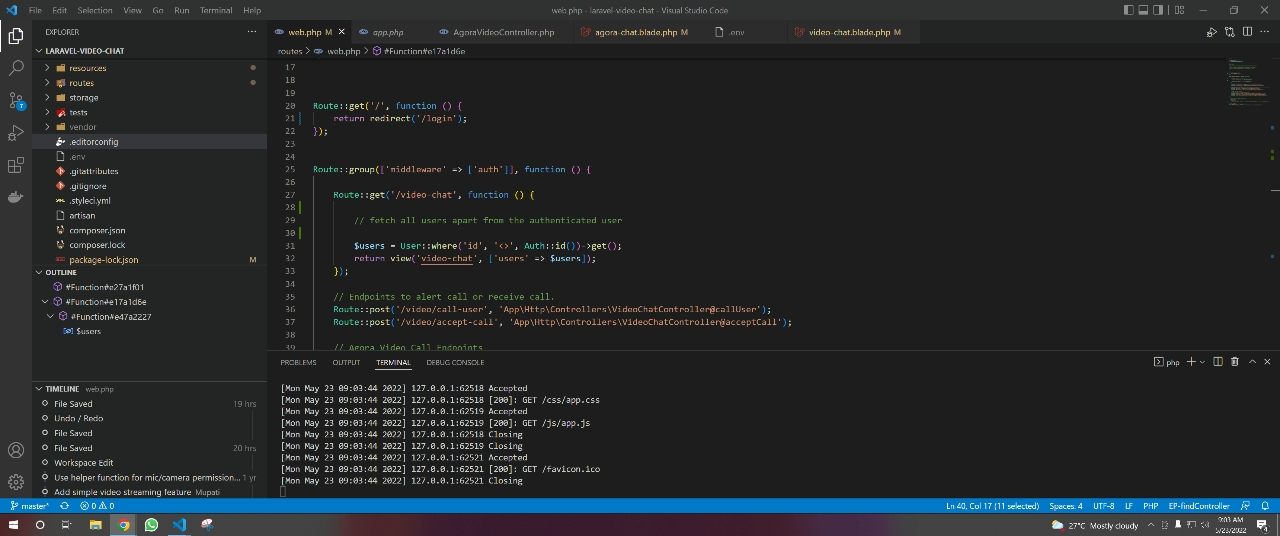 File Edit Selection View Go Run Terminal Help
web.php - laravel-video-chat - Visual Studio Code
EXPLORER
LARAVEL-VIDEO-CHAT
resources
routes
storage
tests
vendor
.editorconfig
.env
.gitattributes
.gitignore
.styleci.yml
artisan
composer.json
composer.lock
package-lock.json M
OUTLINE
#Function#e27a1f01
#Function#e17a1d6e
#Function#e47a2227
$users
TIMELINE web.php
File Saved 19 hrs
Undo / Redo
File Saved
File Saved 20 hrs
Workspace Edit
Use helper function for mic/camera permission... 1 yr
Add simple video streaming feature Mupati
web.php M app.php AgoraVideoController.php agora-chat.blade.php M .env video-chat.blade.php M
routes > web.php > #Function#e17a1d6e
17
18
19
20 Route::get('/', function () {
21 return redirect('/login');
22 });
23
24
25 Route::group(['middleware' => ['auth']], function () {
26
27 Route::get('/video-chat', function () {
28
29 // fetch all users apart from the authenticated user
30
31 $users = User::where('id', '<>', Auth::id())->get();
32 return view('video-chat', ['users' => $users]);
33 });
34
35 // Endpoints to alert call or receive call.
36 Route::post('/video/call-user', 'App\Http\Controllers\VideoChatController@callUser');
37 Route::post('/video/accept-call', 'App\Http\Controllers\VideoChatController@acceptCall');
38
39 // Agora Video Call Endpoints
PROBLEMS OUTPUT TERMINAL DEBUG CONSOLE
php
[Mon May 23 09:03:44 2022] 127.0.0.1:62518 Accepted
[Mon May 23 09:03:44 2022] 127.0.0.1:62518 [200]: GET /css/app.css
[Mon May 23 09:03:44 2022] 127.0.0.1:62519 Accepted
[Mon May 23 09:03:44 2022] 127.0.0.1:62519 [200]: GET /js/app.js
[Mon May 23 09:03:44 2022] 127.0.0.1:62518 Closing
[Mon May 23 09:03:44 2022] 127.0.0.1:62519 Closing
[Mon May 23 09:03:44 2022] 127.0.0.1:62521 Accepted
[Mon May 23 09:03:44 2022] 127.0.0.1:62521 [200]: GET /favicon.ico
[Mon May 23 09:03:44 2022] 127.0.0.1:62521 Closing
master* 0 0
Ln 40, Col 17 (11 selected) Spaces: 4 UTF-8 LF PHP EP-findController
27°C Mostly cloudy
9:03 AM
5/23/2022